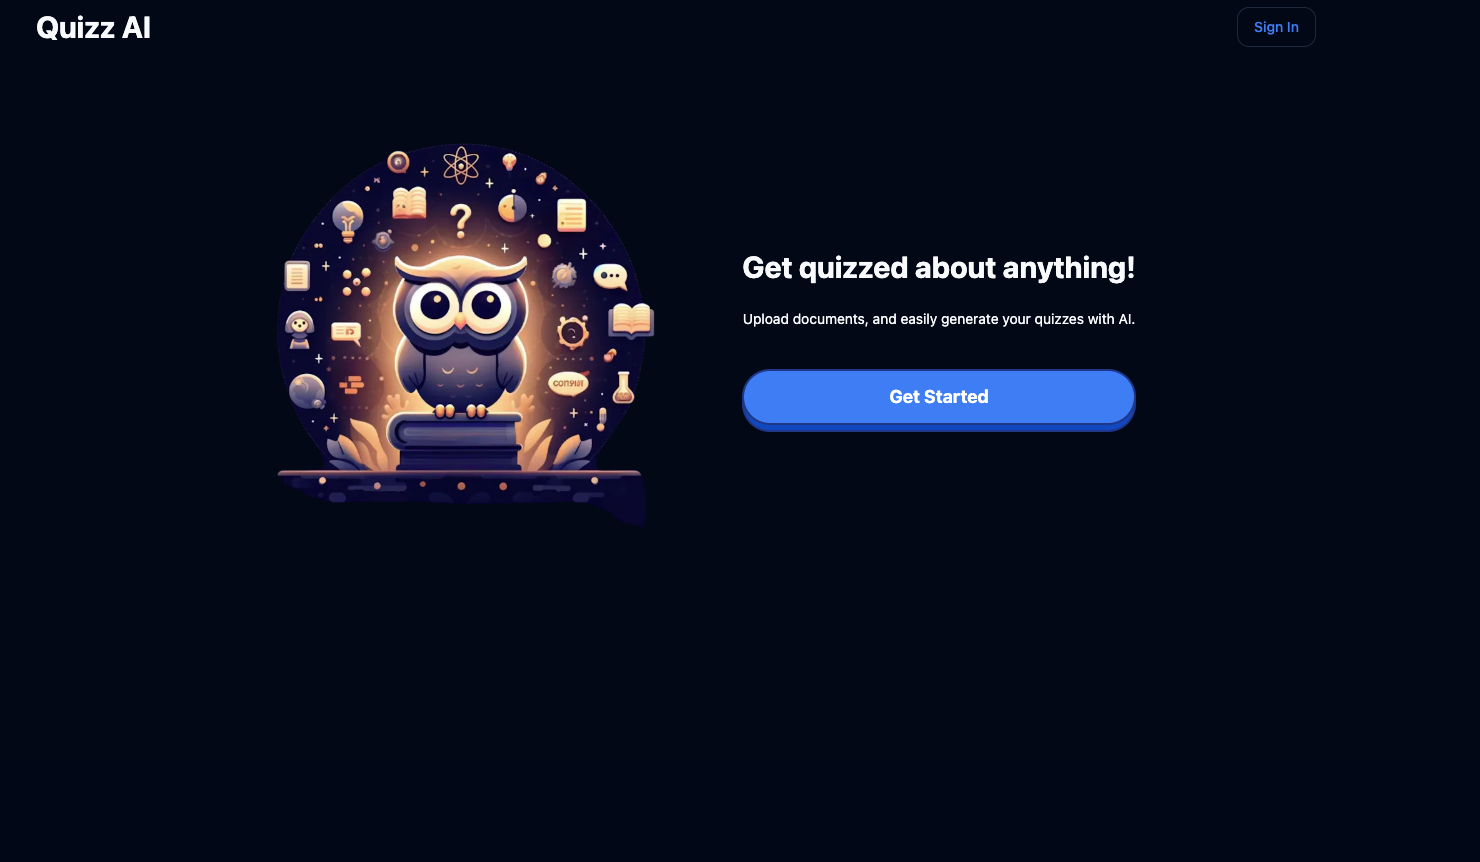 Quizz AI
Sign In
?
Get quizzed about anything!
Upload documents, and easily generate your quizzes with AI.
Get Started